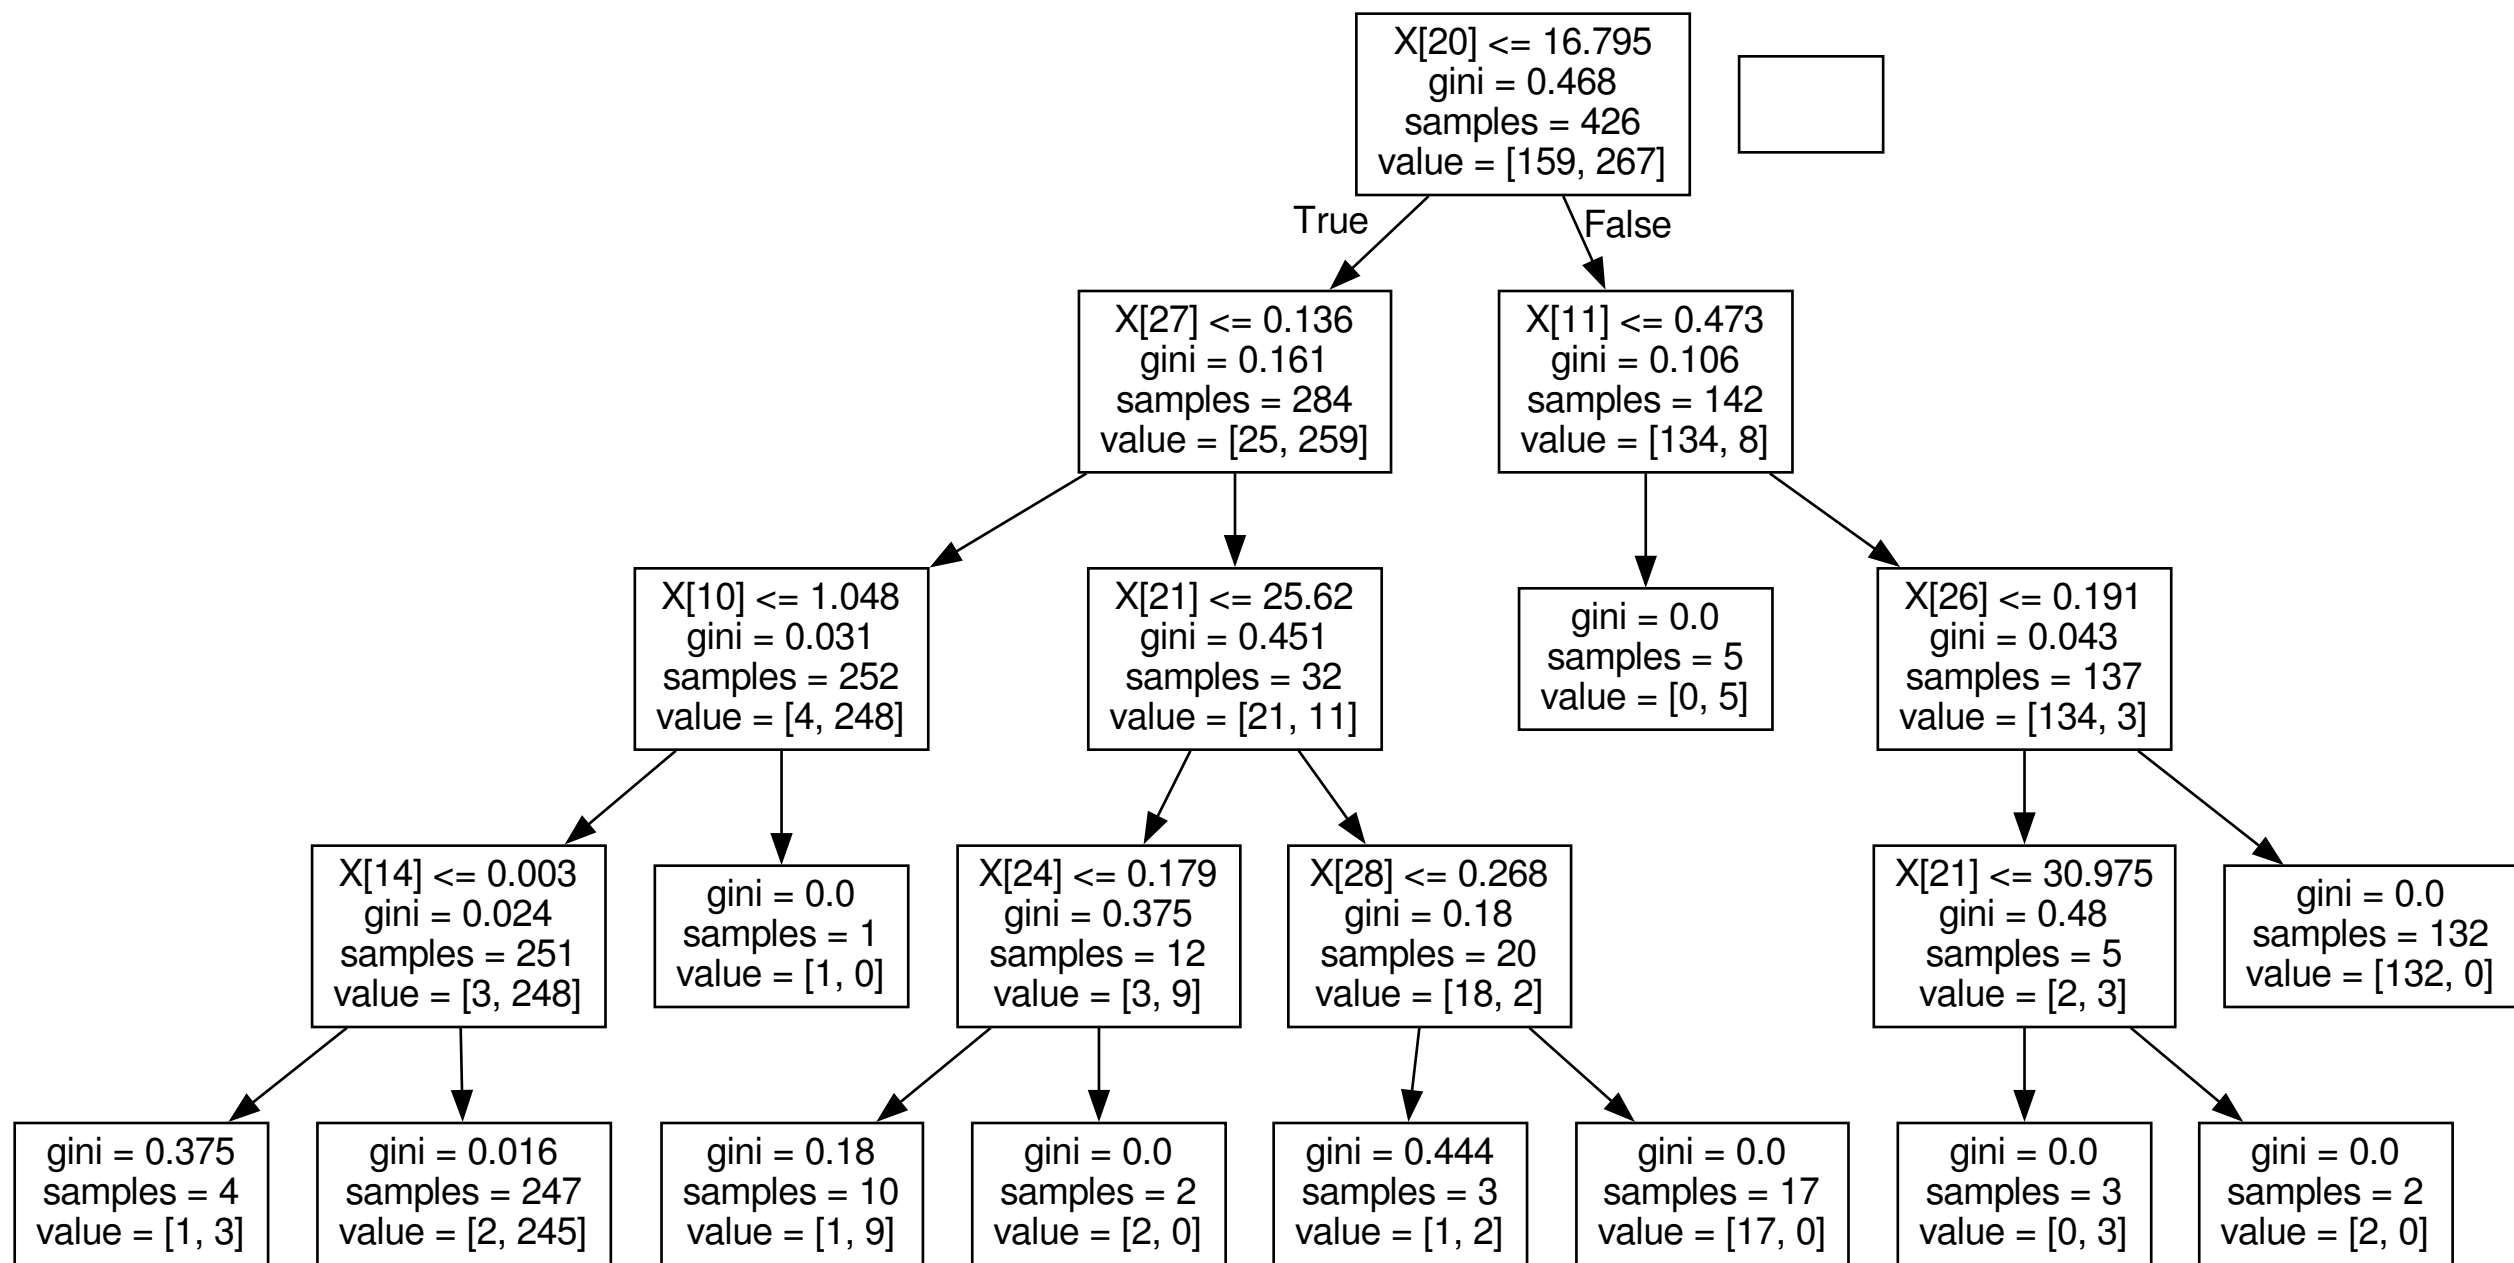 X[20] <= 16.795
gini = 0.468
samples = 426
value = [159, 267]
True
False
X[27] <= 0.136
gini = 0.161
samples = 284
value = [25, 259]
X[11] <= 0.473
gini = 0.106
samples = 142
value = [134, 8]
X[10] <= 1.048
gini = 0.031
samples = 252
value = [4, 248]
X[21] <= 25.62
gini = 0.451
samples = 32
value = [21, 11]
gini = 0.0
samples = 5
value = [0, 5]
X[26] <= 0.191
gini = 0.043
samples = 137
value = [134, 3]
X[14] <= 0.003
gini = 0.024
samples = 251
value = [3, 248]
gini = 0.0
samples = 1
value = [1, 0]
X[24] <= 0.179
gini = 0.375
samples = 12
value = [3, 9]
X[28] <= 0.268
gini = 0.18
samples = 20
value = [18, 2]
X[21] <= 30.975
gini = 0.48
samples = 5
value = [2, 3]
gini = 0.0
samples = 132
value = [132, 0]
gini = 0.375
samples = 4
value = [1, 3]
gini = 0.016
samples = 247
value = [2, 245]
gini = 0.18
samples = 10
value = [1, 9]
gini = 0.0
samples = 2
value = [2, 0]
gini = 0.444
samples = 3
value = [1, 2]
gini = 0.0
samples = 17
value = [17, 0]
gini = 0.0
samples = 3
value = [0, 3]
gini = 0.0
samples = 2
value = [2, 0]